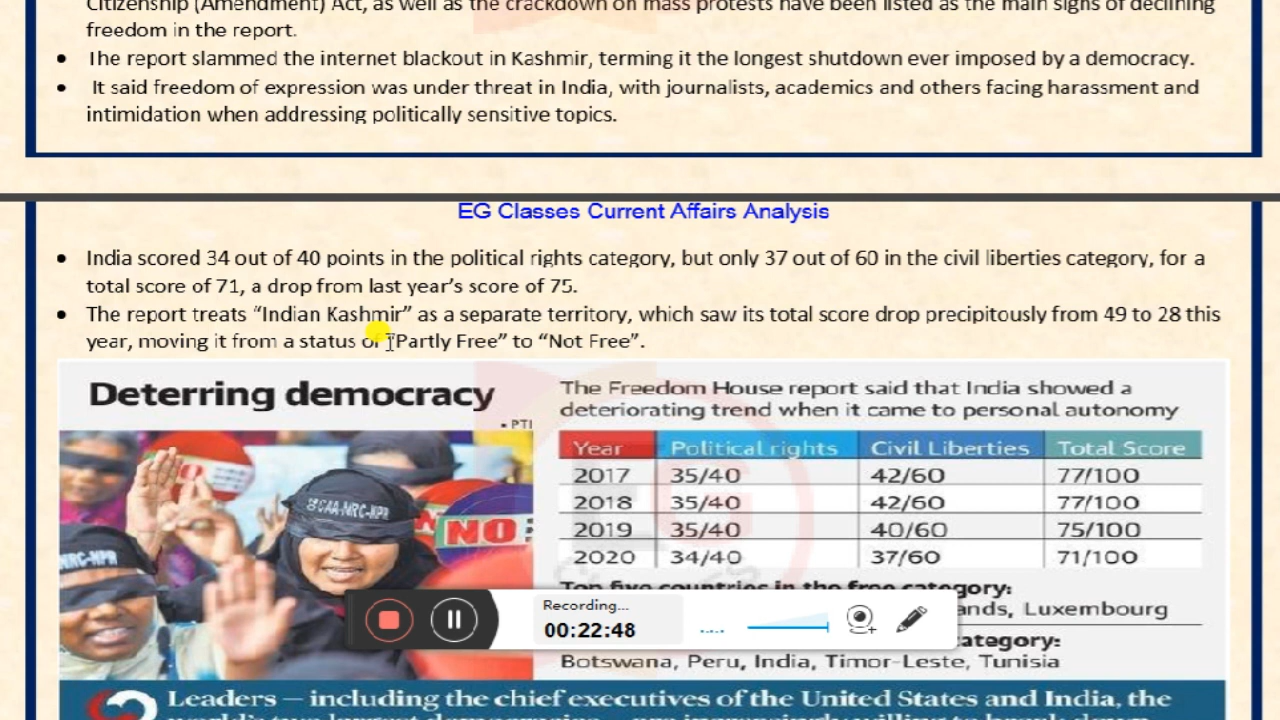 Citizenship (Amendment) Act, as well as the crackdown on mass protests have been listed as the main signs of declining
freedom in the report.
• The report slammed the internet blackout in Kashmir, terming it the longest shutdown ever imposed by a democracy.
• It said freedom of expression was under threat in India, with journalists, academics and others facing harassment and
intimidation when addressing politically sensitive topics.
EG Classes Current Affairs Analysis
• India scored 34 out of 40 points in the political rights category, but only 37 out of 60 in the civil liberties category, for a
total score of 71, a drop from last year's score of 75.
• The report treats “Indian Kashmir” as a separate territory, which saw its total score drop precipitously from 49 to 28 this
year, moving it from a status of “Partly Free” to “Not Free”.
Deterring democracy
• PTI
NO
CAA-NRC-NPR
NO
NRC-NPR
The Freedom House report said that India showed a
deteriorating trend when it came to personal autonomy
Year Political rights Civil Liberties Total Score
2017 35/40 42/60 77/100
2018 35/40 42/60 77/100
2019 35/40 40/60 75/100
2020 34/40 37/60 71/100
Top five countries in the free category:
Luxembourg
Botswana, Peru, India, Timor-Leste, Tunisia
Recording...
00:22:48
Leaders — including the chief executives of the United States and India, the